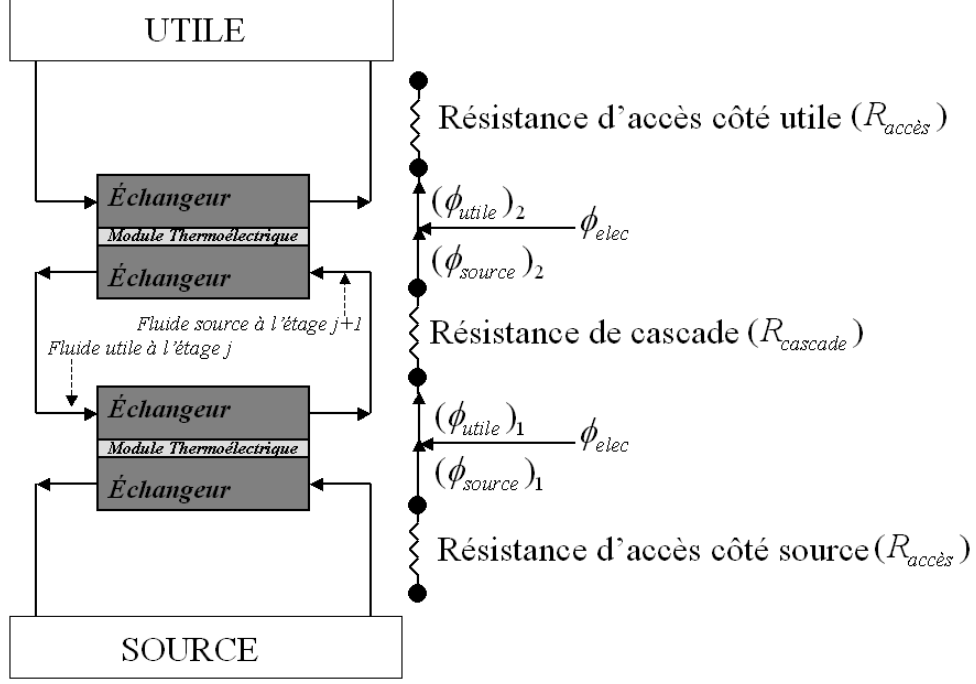 UTILE
Résistance d'accès côté utile (R_accès)
Échangeur
Module Thermoélectrique
Échangeur
(ϕ_utile)_2
ϕ_elec
(ϕ_source)_2
Fluide source à l'étage j+1
Fluide utile à l'étage j
Résistance de cascade (R_cascade)
Échangeur
Module Thermoélectrique
Échangeur
(ϕ_utile)_1
ϕ_elec
(ϕ_source)_1
Résistance d'accès côté source (R_accès)
SOURCE